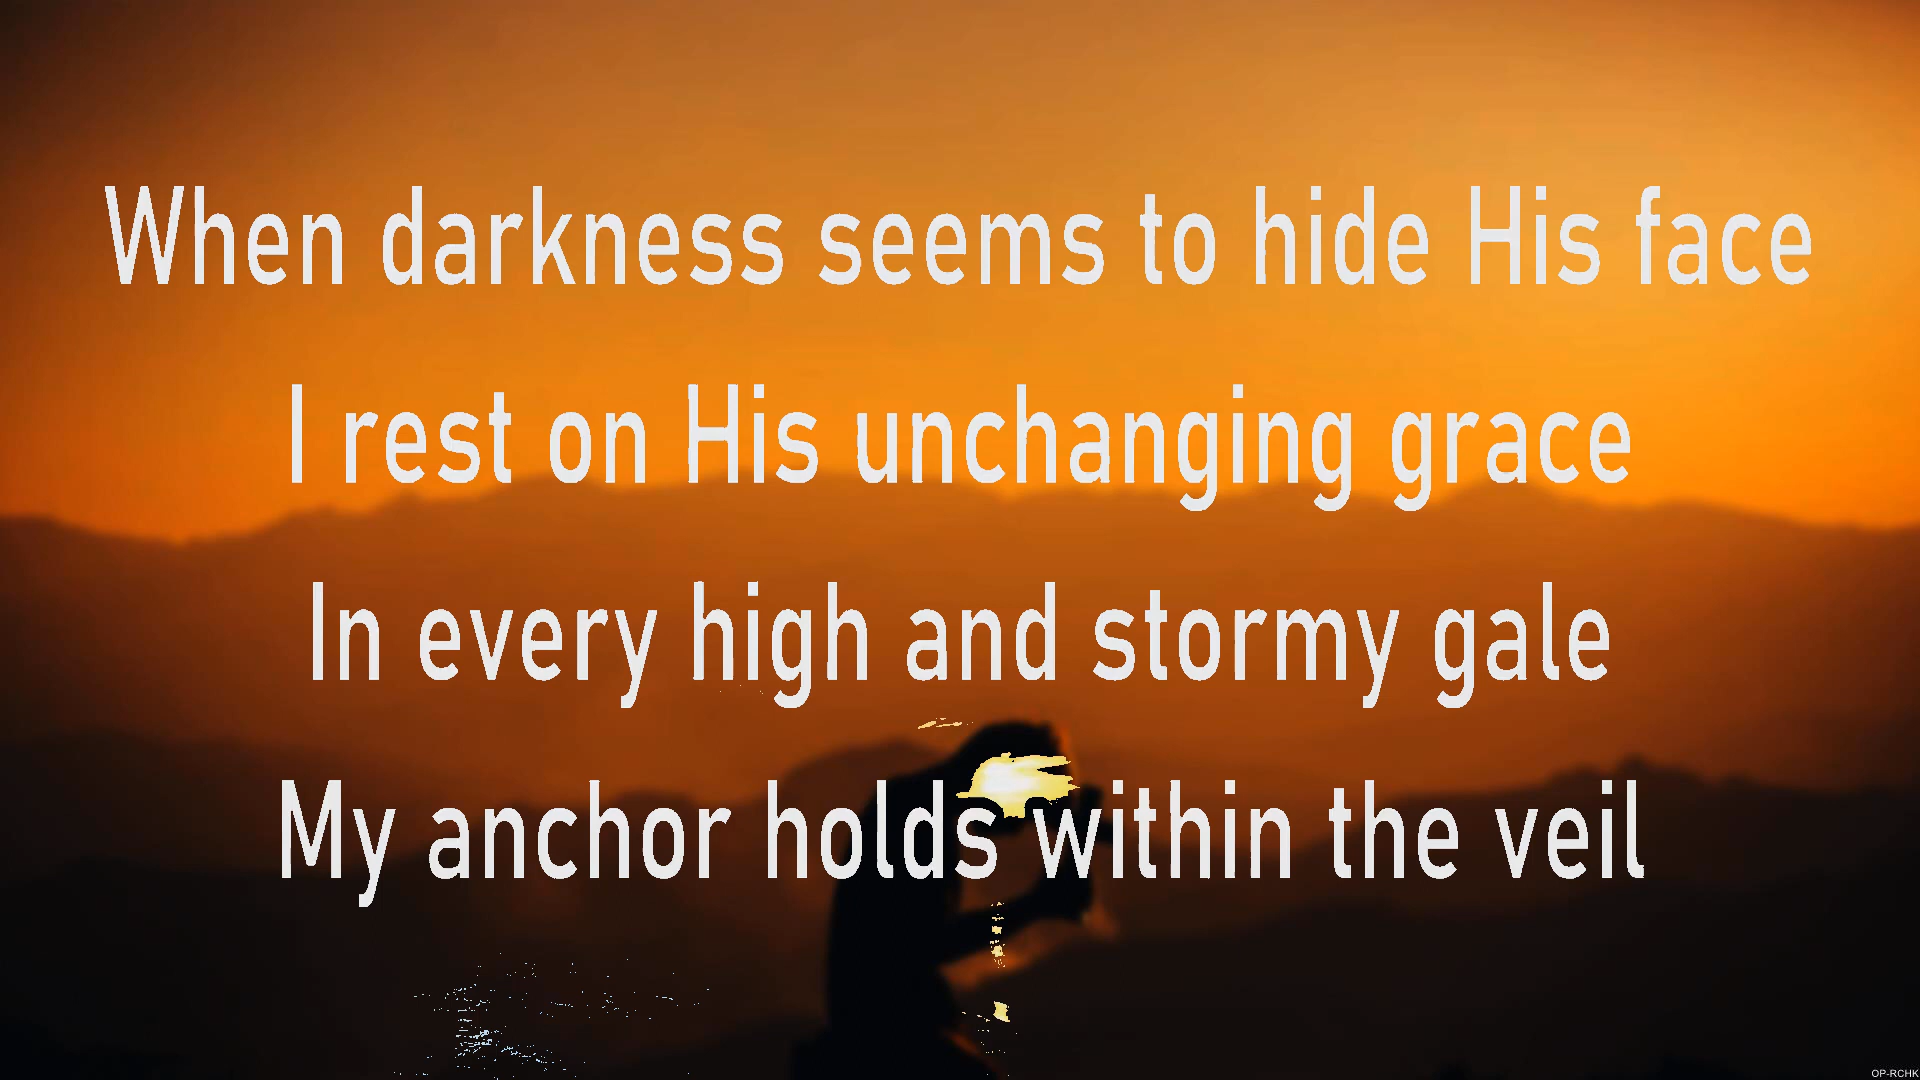 When darkness seems to hide His face
I rest on His unchanging grace
In every high and stormy gale
My anchor holds within the veil
OP-RCHK